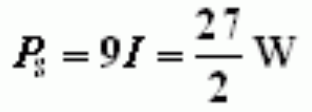 P₈ = 9I = 27/2 W